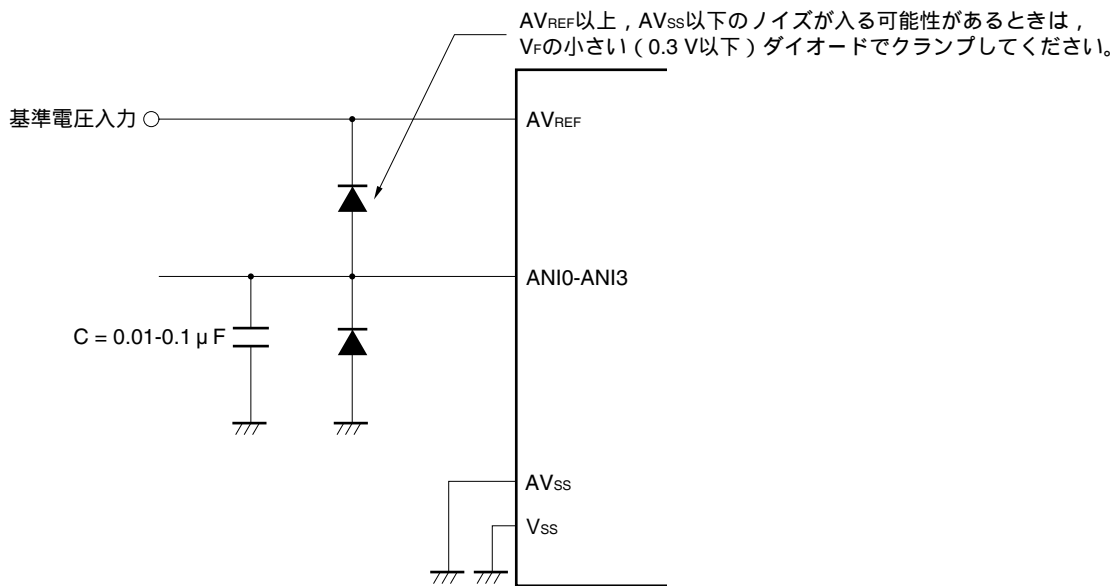 AVREF以上，AVSS以下のノイズが入る可能性があるときは，
VFの小さい（0.3 V以下）ダイオードでクランプしてください。
基準電圧入力
AVREF
ANI0-ANI3
C = 0.01-0.1 μ F
AVSS
VSS